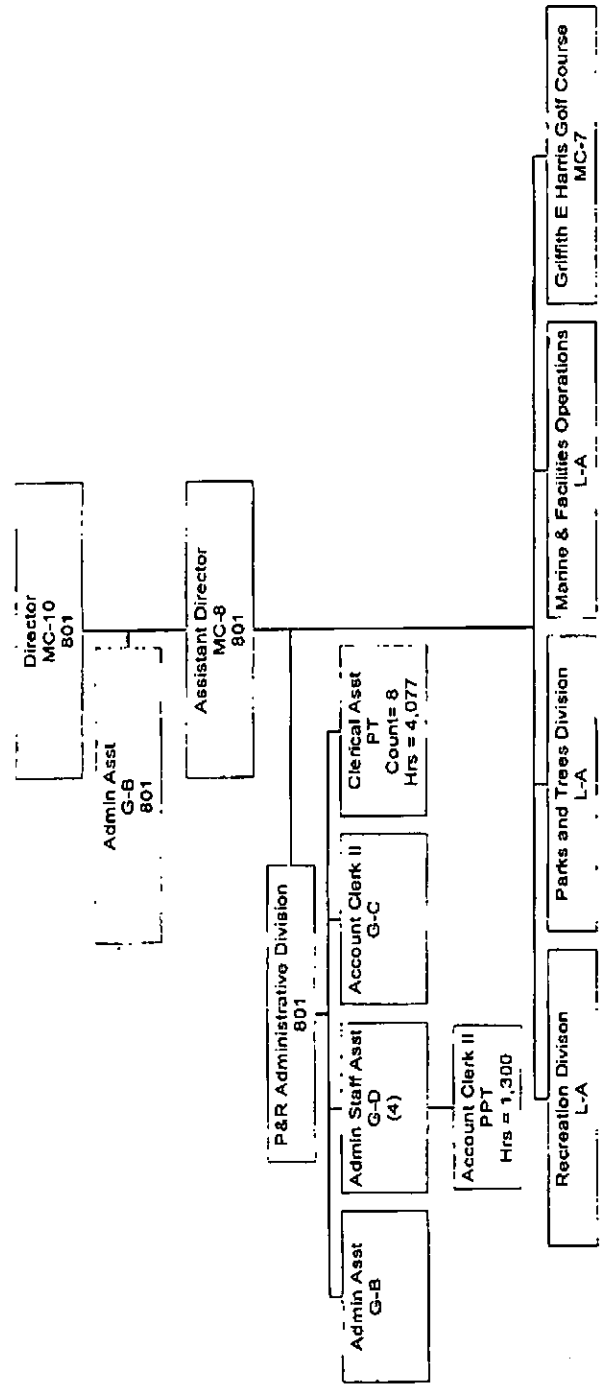 Director
MC-10
801
Admin Asst
G-B
801
Assistant Director
MC-8
801
P&R Administrative Division
801
Admin Asst
G-B
Admin Staff Asst
G-D
(4)
Account Clerk II
G-C
Clerical Asst
PT
Count= 8
Hrs = 4,077
Account Clerk II
PPT
Hrs = 1,300
Recreation Divison
L-A
Parks and Trees Division
L-A
Marine & Facilities Operations
L-A
Griffith E Harris Golf Course
MC-7